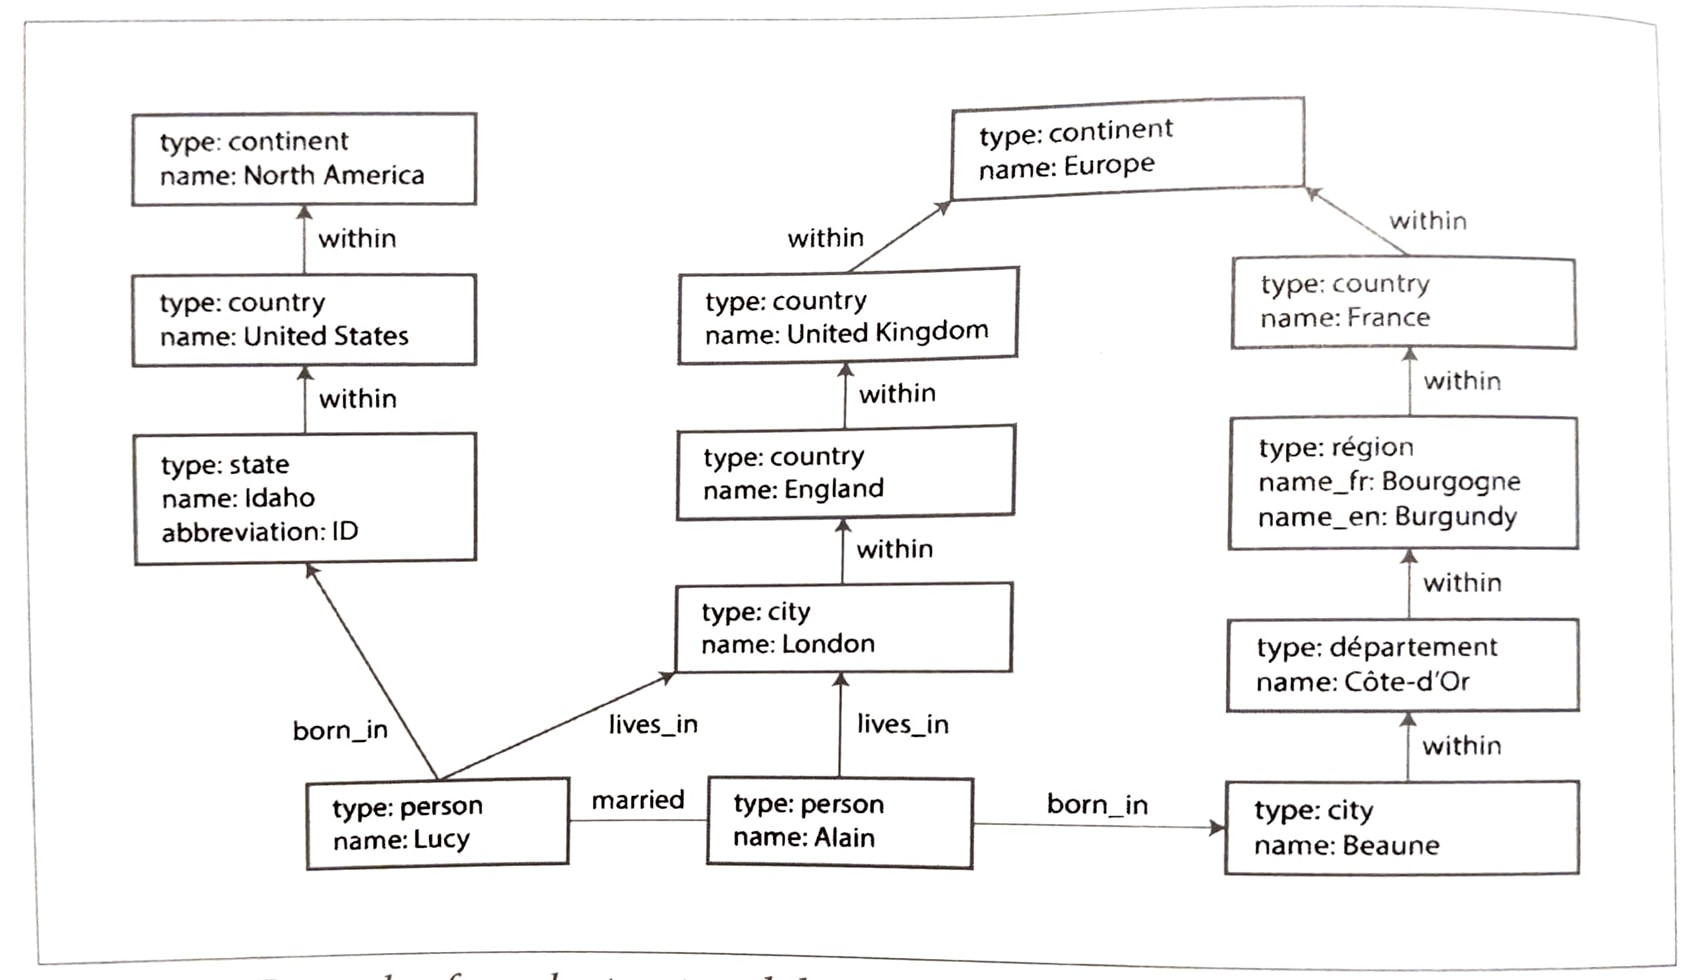 type: continent
name: North America
type: continent
name: Europe
within
within
within
type: country
name: United States
type: country
name: United Kingdom
type: country
name: France
within
within
within
type: state
name: Idaho
abbreviation: ID
type: country
name: England
type: région
name_fr: Bourgogne
name_en: Burgundy
within
within
type: city
name: London
type: département
name: Côte-d'Or
born_in
lives_in
lives_in
within
type: person
name: Lucy
married
type: person
name: Alain
born_in
type: city
name: Beaune